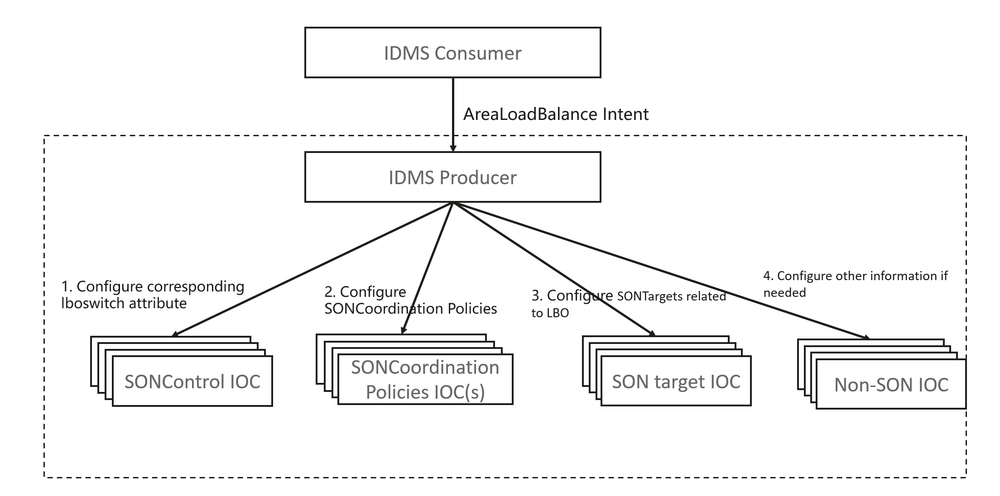 IDMS Consumer
AreaLoadBalance Intent
IDMS Producer
1. Configure corresponding
lboswitch attribute
2. Configure
SONCoordination Policies
3. Configure SONTargets related
to LBO
4. Configure other information if
needed
SONControl IOC
SONCoordination
Policies IOC(s)
SON target IOC
Non-SON IOC